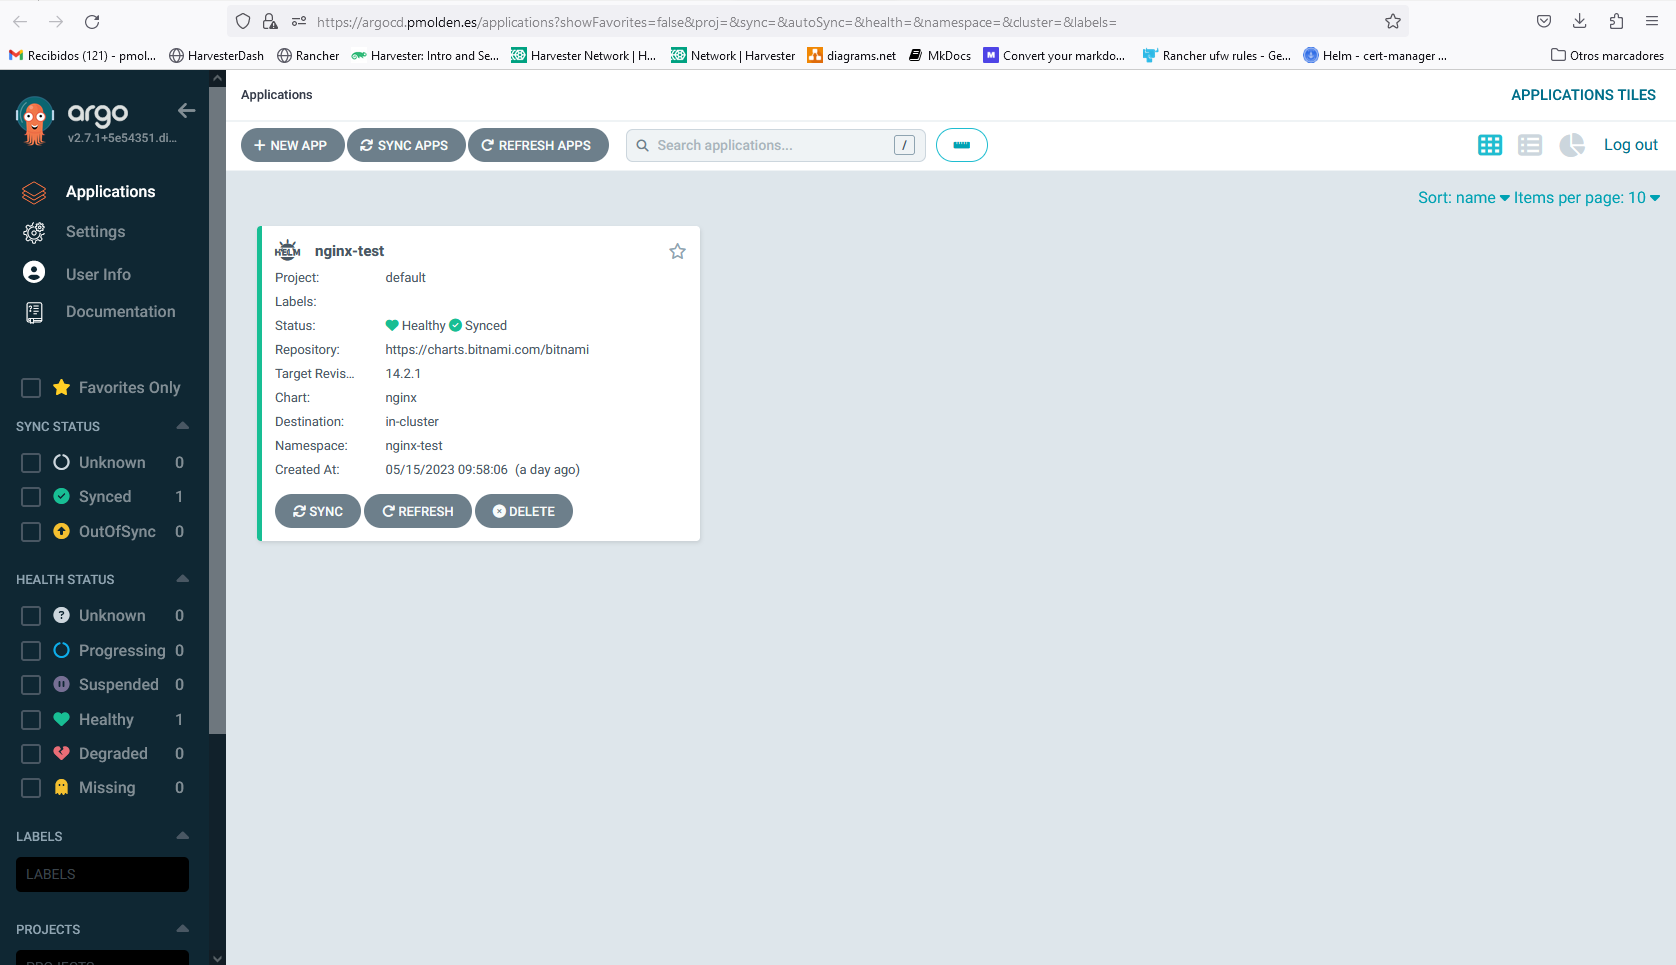 https://argocd.pmolden.es/applications?showFavorites=false&proj=&sync=&autoSync=&health=&namespace=&cluster=&labels=
Recibidos (121) - pmol... HarvesterDash Rancher Harvester: Intro and Se... Harvester Network | H... Network | Harvester diagrams.net MkDocs M Convert your markdo... Rancher ufw rules - Ge... Helm - cert-manager ... Otros marcadores
argo
v2.7.1+5e54351.di...
Applications
Settings
User Info
Documentation
Favorites Only
SYNC STATUS
Unknown 0
Synced 1
OutOfSync 0
HEALTH STATUS
Unknown 0
Progressing 0
Suspended 0
Healthy 1
Degraded 0
Missing 0
LABELS
LABELS
PROJECTS
PROJECTS
Applications
APPLICATIONS TILES
+ NEW APP SYNC APPS REFRESH APPS Search applications... / Log out
Sort: name Items per page: 10
HELM nginx-test
Project: default
Labels:
Status: Healthy Synced
Repository: https://charts.bitnami.com/bitnami
Target Revis... 14.2.1
Chart: nginx
Destination: in-cluster
Namespace: nginx-test
Created At: 05/15/2023 09:58:06 (a day ago)
SYNC REFRESH DELETE